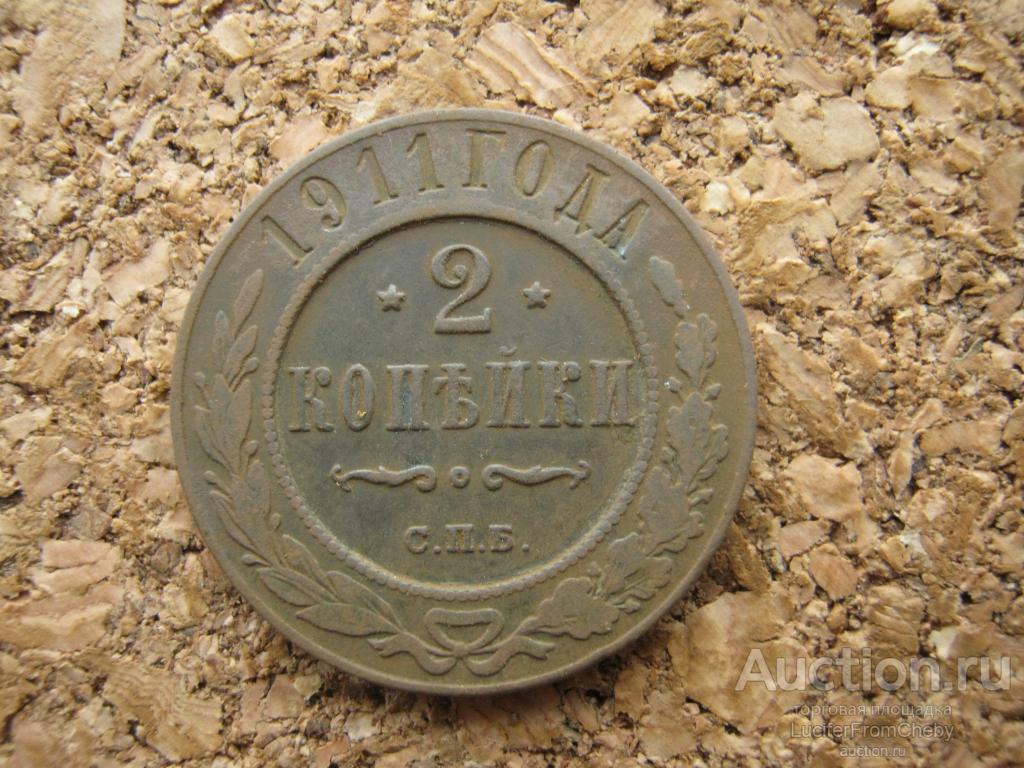 1911 ГОДА
2
КОПѢЙКИ
С.П.Б.
Auction.ru
торговая площадка
LuciferFromCheby
auction.ru